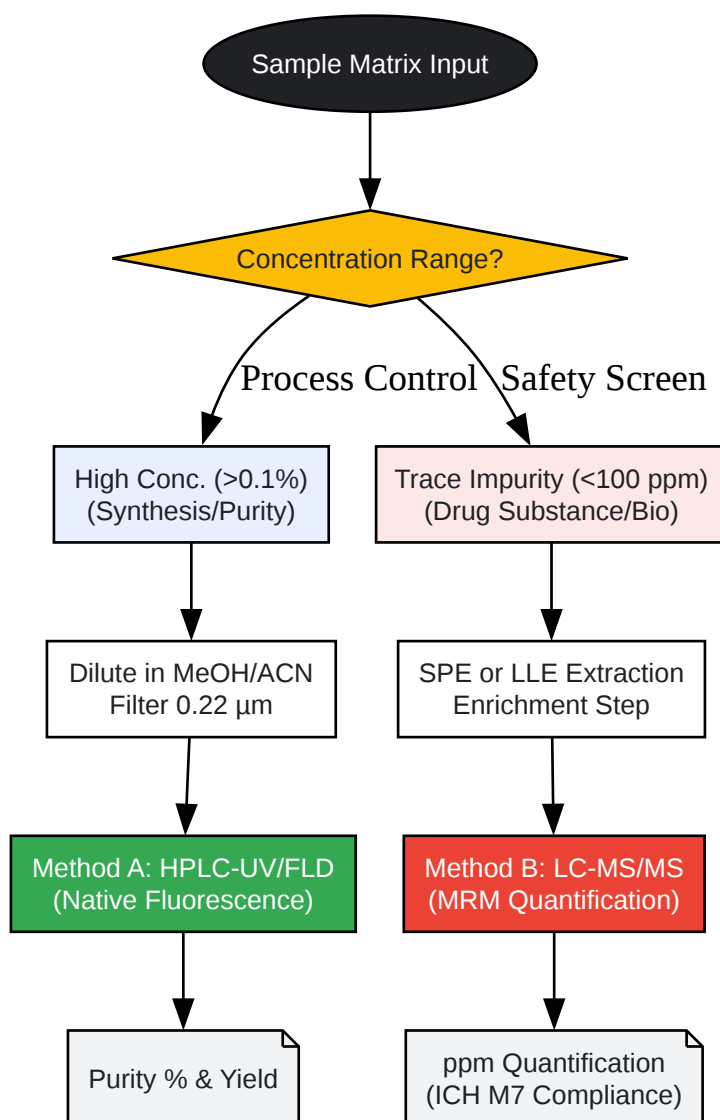 Sample Matrix Input
Concentration Range?
Process Control
Safety Screen
High Conc. (>0.1%)
(Synthesis/Purity)
Trace Impurity (<100 ppm)
(Drug Substance/Bio)
Dilute in MeOH/ACN
Filter 0.22 µm
SPE or LLE Extraction
Enrichment Step
Method A: HPLC-UV/FLD
(Native Fluorescence)
Method B: LC-MS/MS
(MRM Quantification)
Purity % & Yield
ppm Quantification
(ICH M7 Compliance)